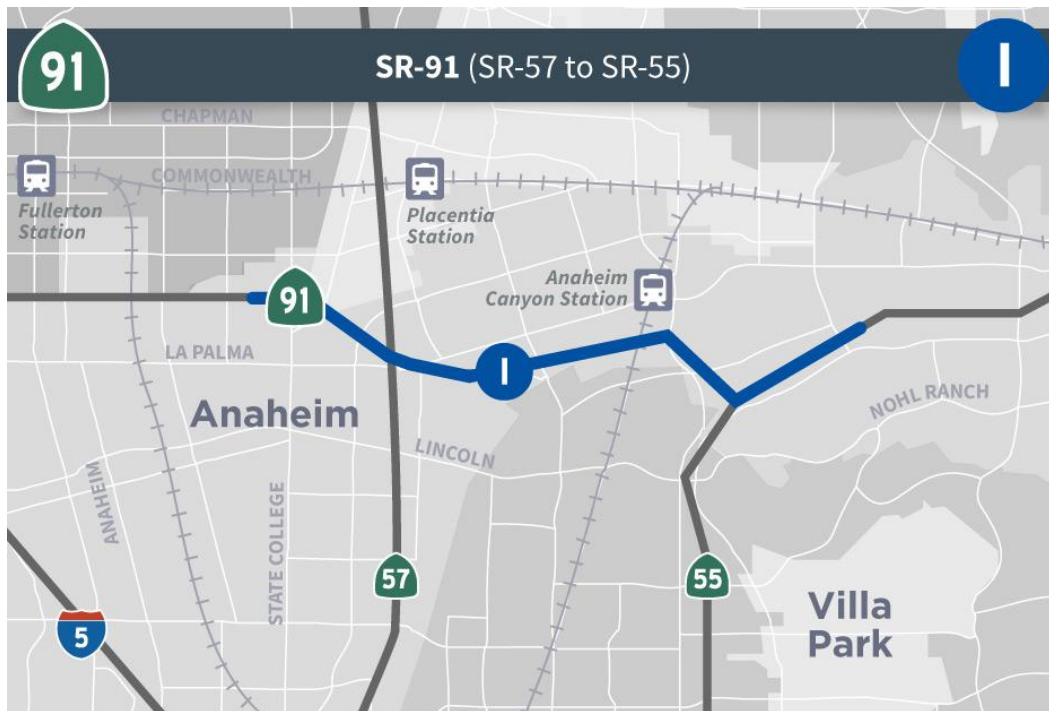 91
SR-91 (SR-57 to SR-55)
I
CHAPMAN
COMMONWEALTH
Fullerton
Station
Placentia
Station
Anaheim
Canyon Station
91
LA PALMA
I
Anaheim
NOHL RANCH
LINCOLN
ANAHEIM
STATE COLLEGE
57
55
5
Villa
Park